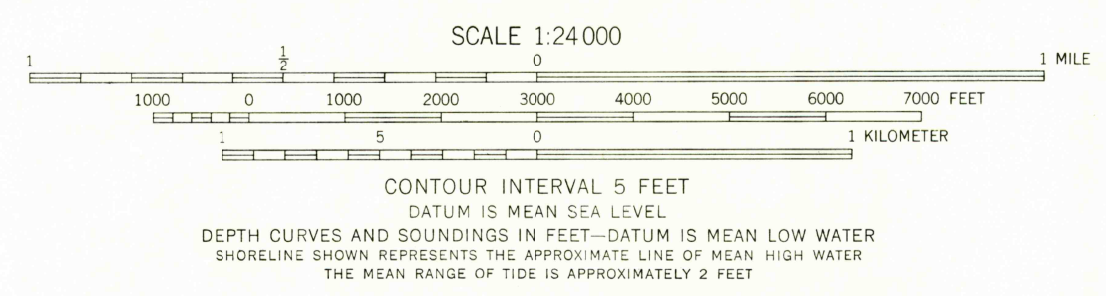 SCALE 1:24 000
1 1/2 0 1 MILE
1000 0 1000 2000 3000 4000 5000 6000 7000 FEET
1 5 0 1 KILOMETER
CONTOUR INTERVAL 5 FEET
DATUM IS MEAN SEA LEVEL
DEPTH CURVES AND SOUNDINGS IN FEET—DATUM IS MEAN LOW WATER
SHORELINE SHOWN REPRESENTS THE APPROXIMATE LINE OF MEAN HIGH WATER
THE MEAN RANGE OF TIDE IS APPROXIMATELY 2 FEET